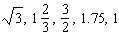 √3, 1 2/3, 3/2, 1.75, 1